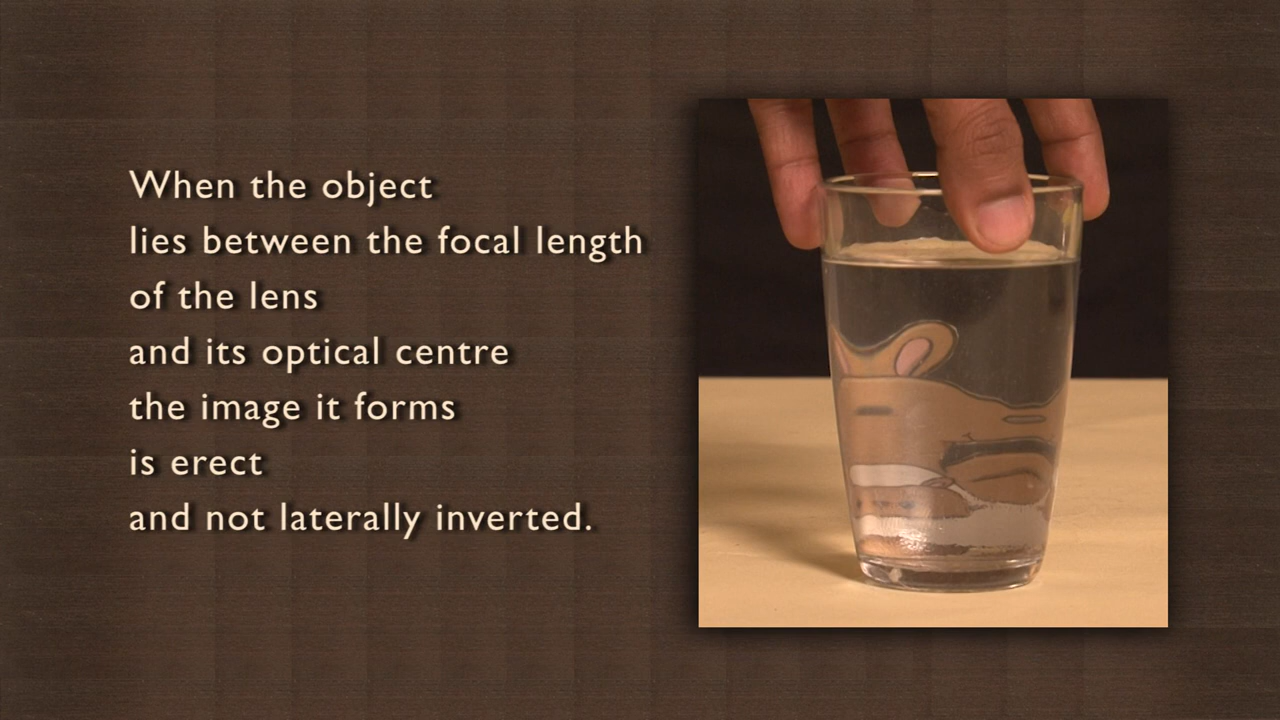 When the object
lies between the focal length
of the lens
and its optical centre
the image it forms
is erect
and not laterally inverted.